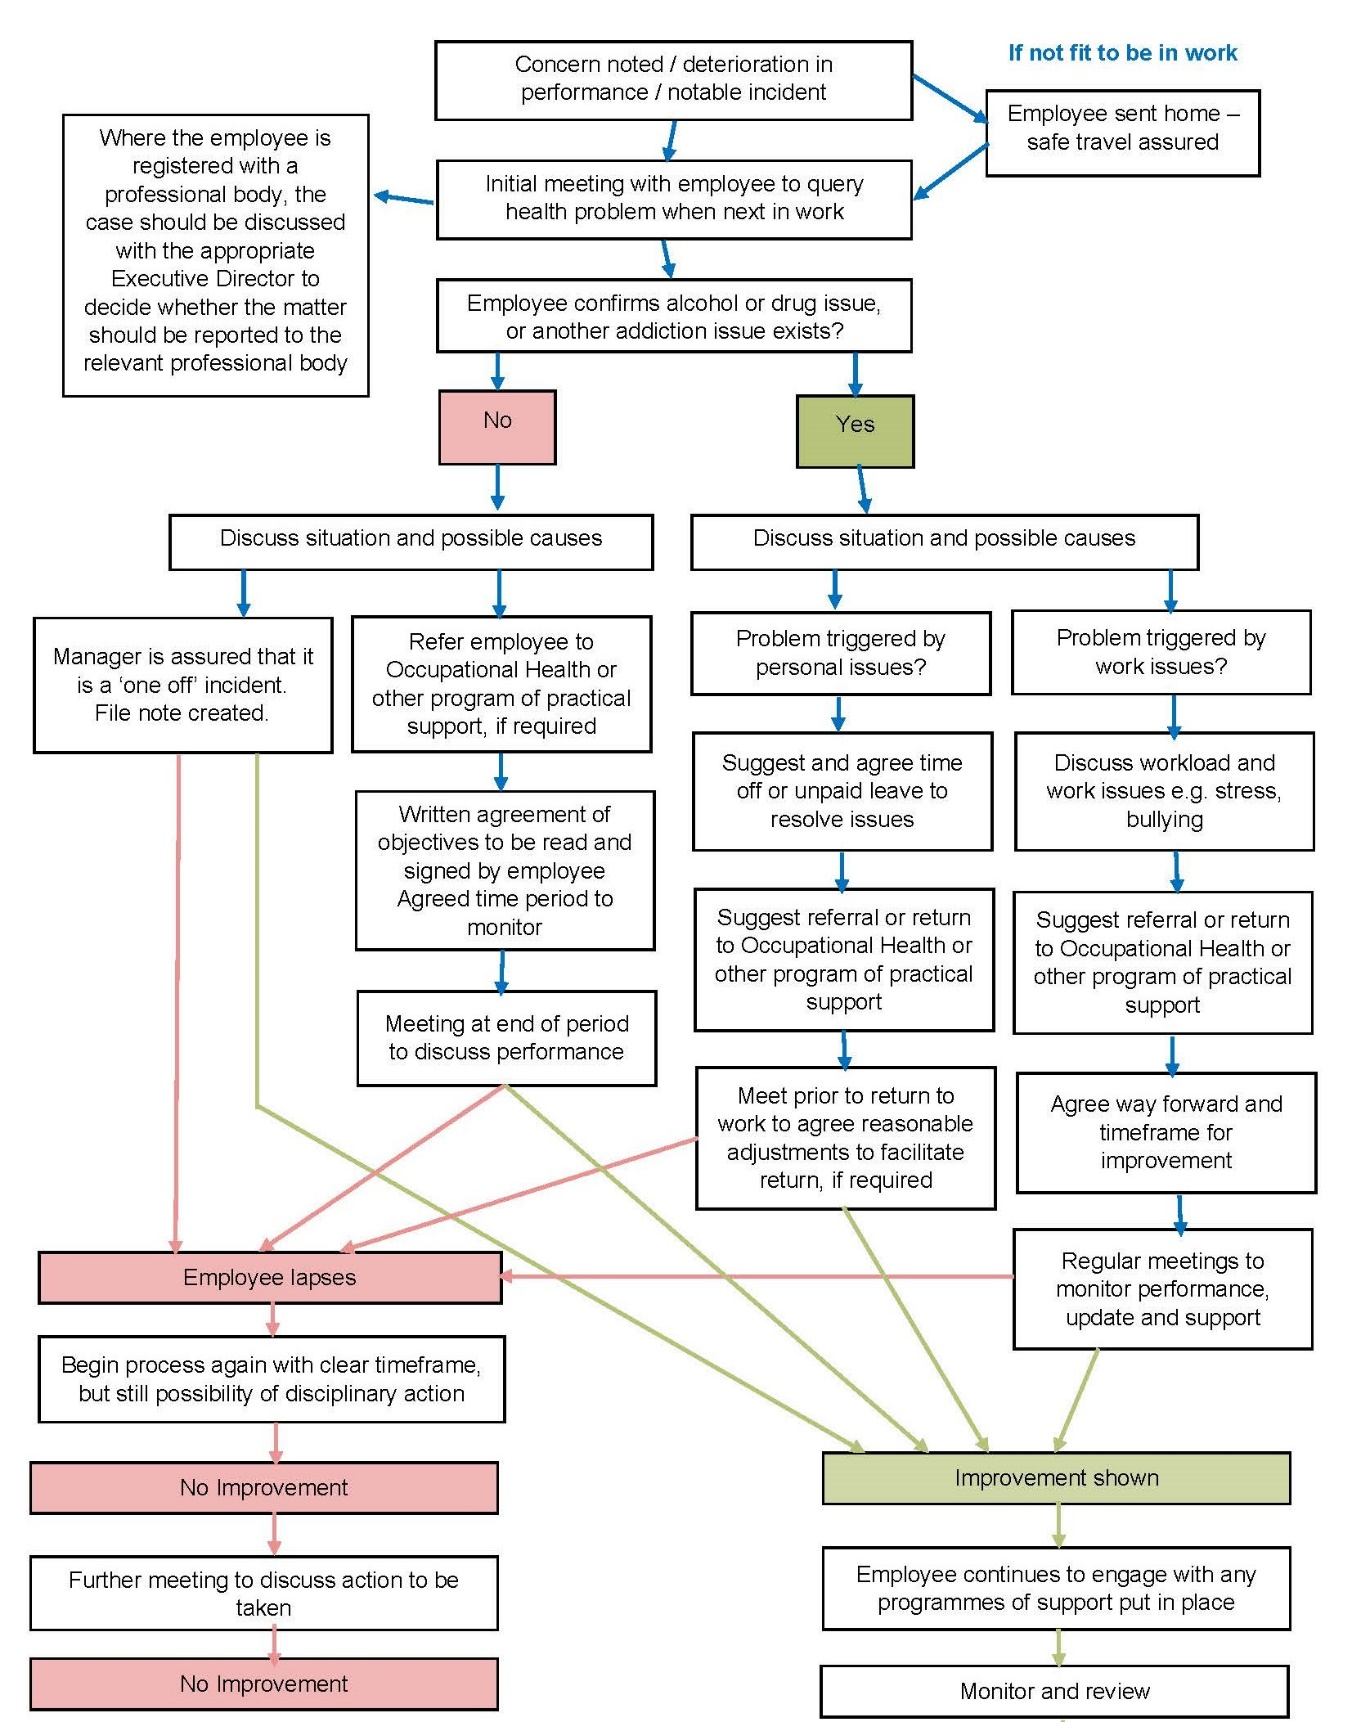 If not fit to be in work
Concern noted / deterioration in
performance / notable incident
Employee sent home –
safe travel assured
Where the employee is
registered with a
professional body, the
case should be discussed
with the appropriate
Executive Director to
decide whether the matter
should be reported to the
relevant professional body
Initial meeting with employee to query
health problem when next in work
Employee confirms alcohol or drug issue,
or another addiction issue exists?
No
Yes
Discuss situation and possible causes
Discuss situation and possible causes
Manager is assured that it
is a ‘one off’ incident.
File note created.
Refer employee to
Occupational Health or
other program of practical
support, if required
Problem triggered by
personal issues?
Problem triggered by
work issues?
Written agreement of
objectives to be read and
signed by employee
Agreed time period to
monitor
Suggest and agree time
off or unpaid leave to
resolve issues
Discuss workload and
work issues e.g. stress,
bullying
Suggest referral or return
to Occupational Health or
other program of practical
support
Suggest referral or return
to Occupational Health or
other program of practical
support
Meeting at end of period
to discuss performance
Meet prior to return to
work to agree reasonable
adjustments to facilitate
return, if required
Agree way forward and
timeframe for
improvement
Regular meetings to
monitor performance,
update and support
Employee lapses
Begin process again with clear timeframe,
but still possibility of disciplinary action
No Improvement
Further meeting to discuss action to be
taken
No Improvement
Improvement shown
Employee continues to engage with any
programmes of support put in place
Monitor and review